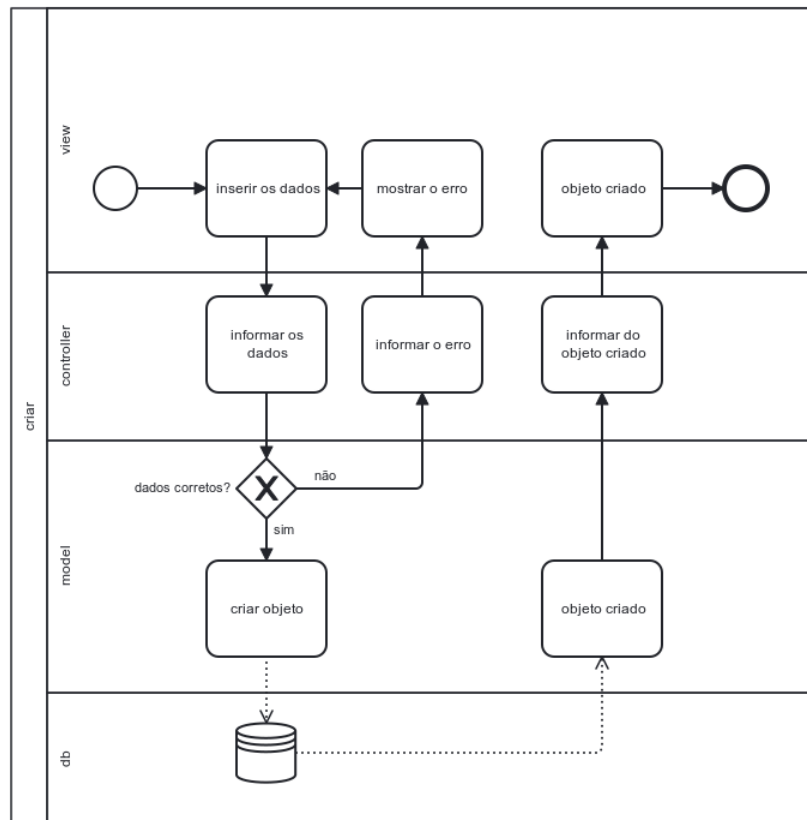 criar
view
inserir os dados
mostrar o erro
objeto criado
controller
informar os
dados
informar o erro
informar do
objeto criado
model
dados corretos?
não
sim
criar objeto
objeto criado
db